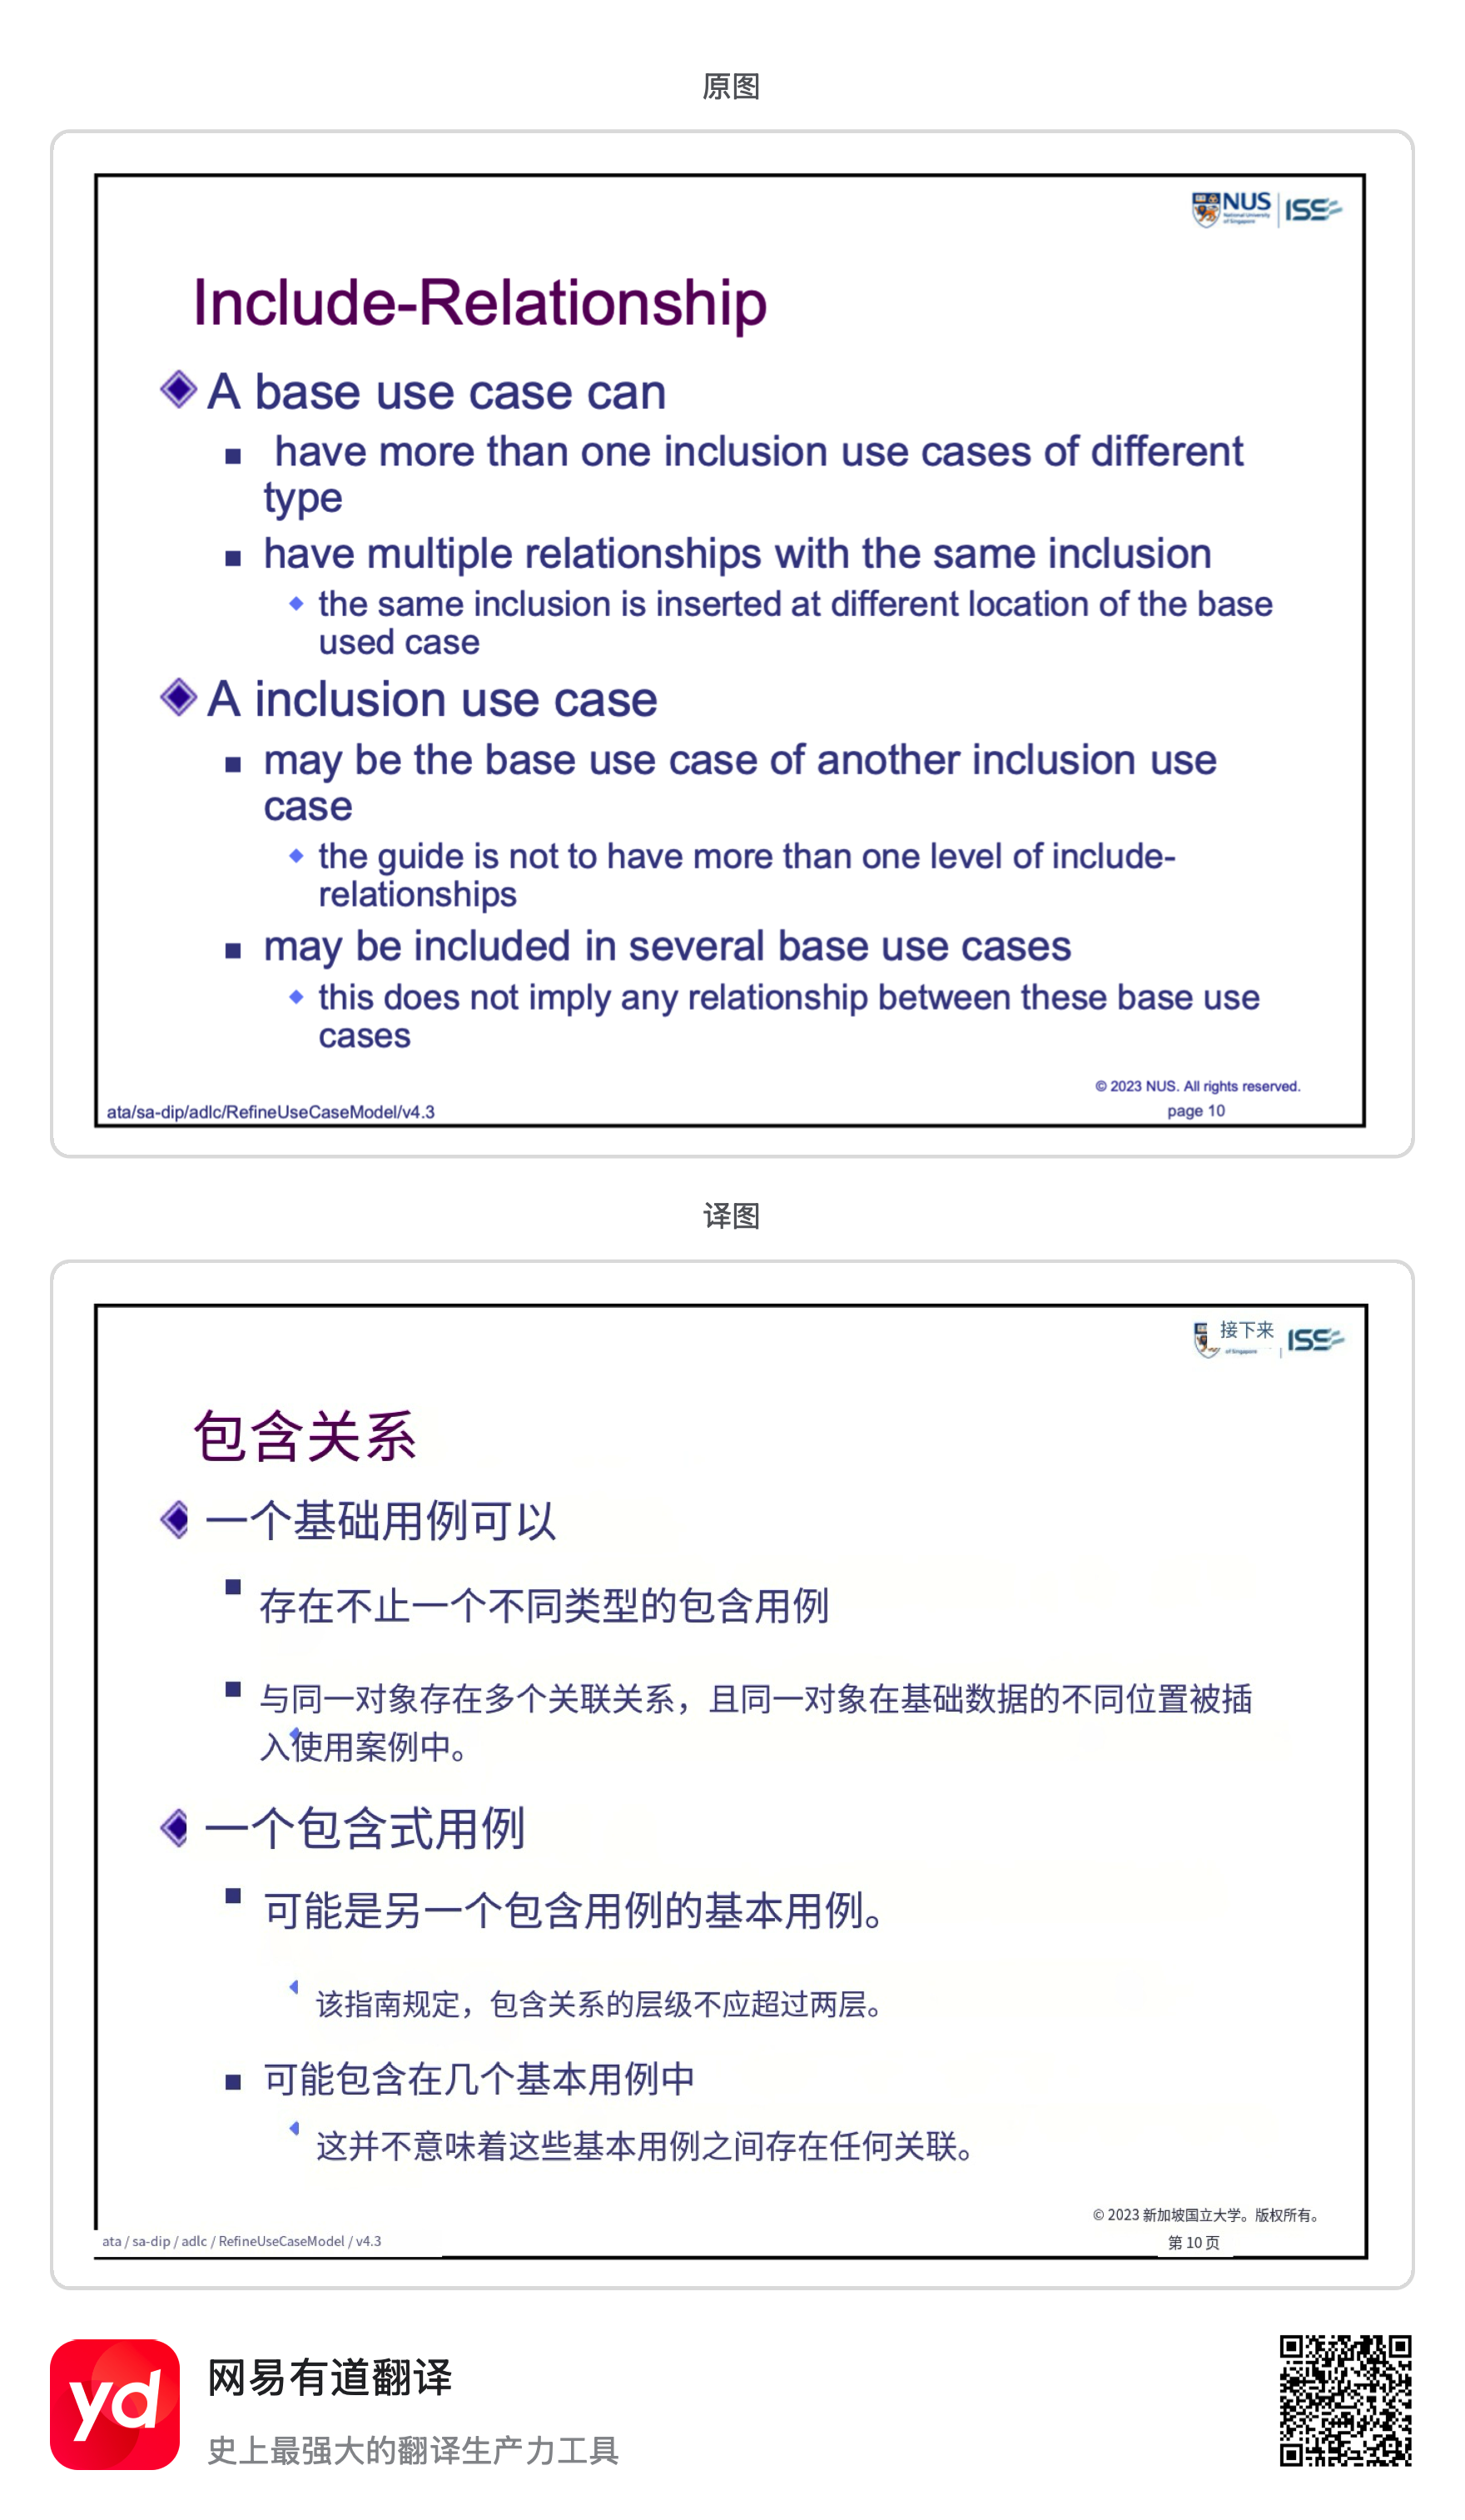 原图
NUS
National University
of Singapore
ISS
Include-Relationship
A base use case can
have more than one inclusion use cases of different
type
have multiple relationships with the same inclusion
the same inclusion is inserted at different location of the base
used case
A inclusion use case
may be the base use case of another inclusion use
case
the guide is not to have more than one level of include-
relationships
may be included in several base use cases
this does not imply any relationship between these base use
cases
© 2023 NUS. All rights reserved.
ata/sa-dip/adlc/RefineUseCaseModel/v4.3
page 10
译图
接下来
of Singapore
ISS
包含关系
一个基础用例可以
存在不止一个不同类型的包含用例
与同一对象存在多个关联关系，且同一对象在基础数据的不同位置被插
入使用案例中。
一个包含式用例
可能是另一个包含用例的基本用例。
该指南规定，包含关系的层级不应超过两层。
可能包含在几个基本用例中
这并不意味着这些基本用例之间存在任何关联。
© 2023 新加坡国立大学。版权所有。
ata / sa-dip / adlc / RefineUseCaseModel / v4.3
第 10 页
yd
网易有道翻译
史上最强大的翻译生产力工具